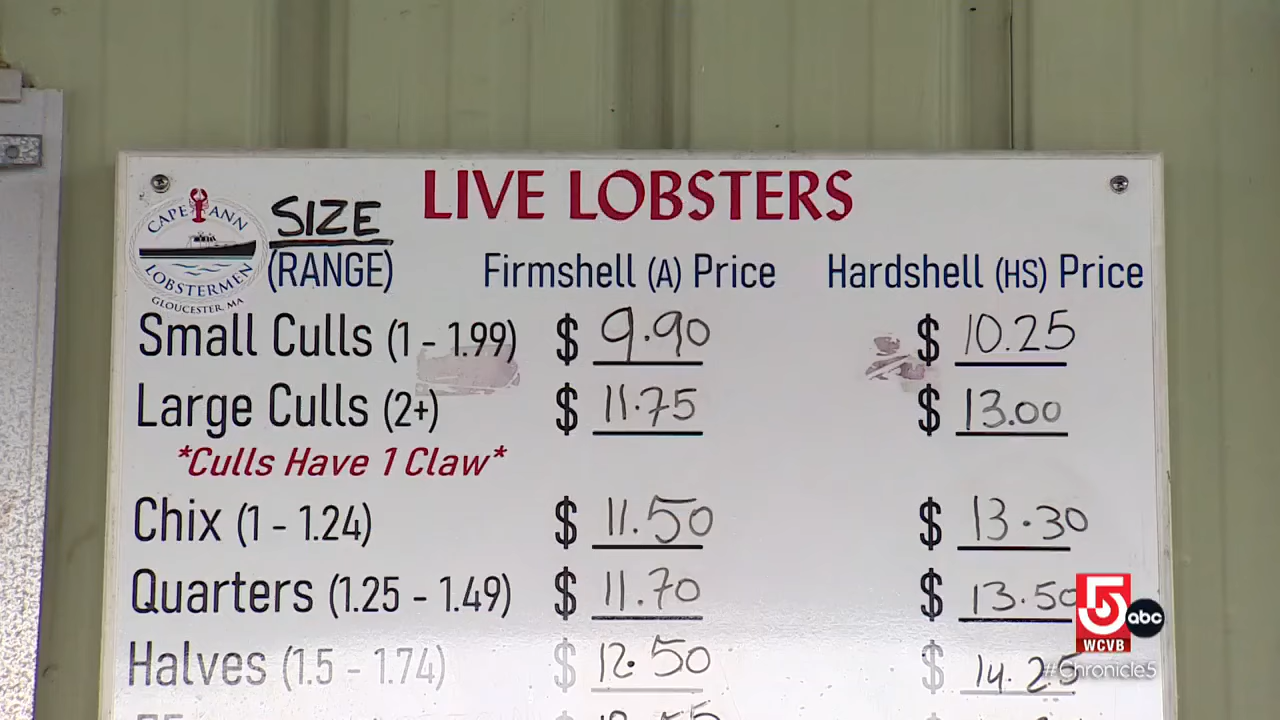 LIVE LOBSTERS
CAPE ANN
LOBSTERMEN
GLOUCESTER, MA
SIZE
(RANGE) Firmshell (A) Price Hardshell (HS) Price
Small Culls (1 - 1.99) $ 9.90 $ 10.25
Large Culls (2+) $ 11.75 $ 13.00
*Culls Have 1 Claw*
Chix (1 - 1.24) $ 11.50 $ 13.30
Quarters (1.25 - 1.49) $ 11.70 $ 13.50
Halves (1.5 - 1.74) $ 12.50 $ 14.25
5 abc
WCVB
#Chronicle5